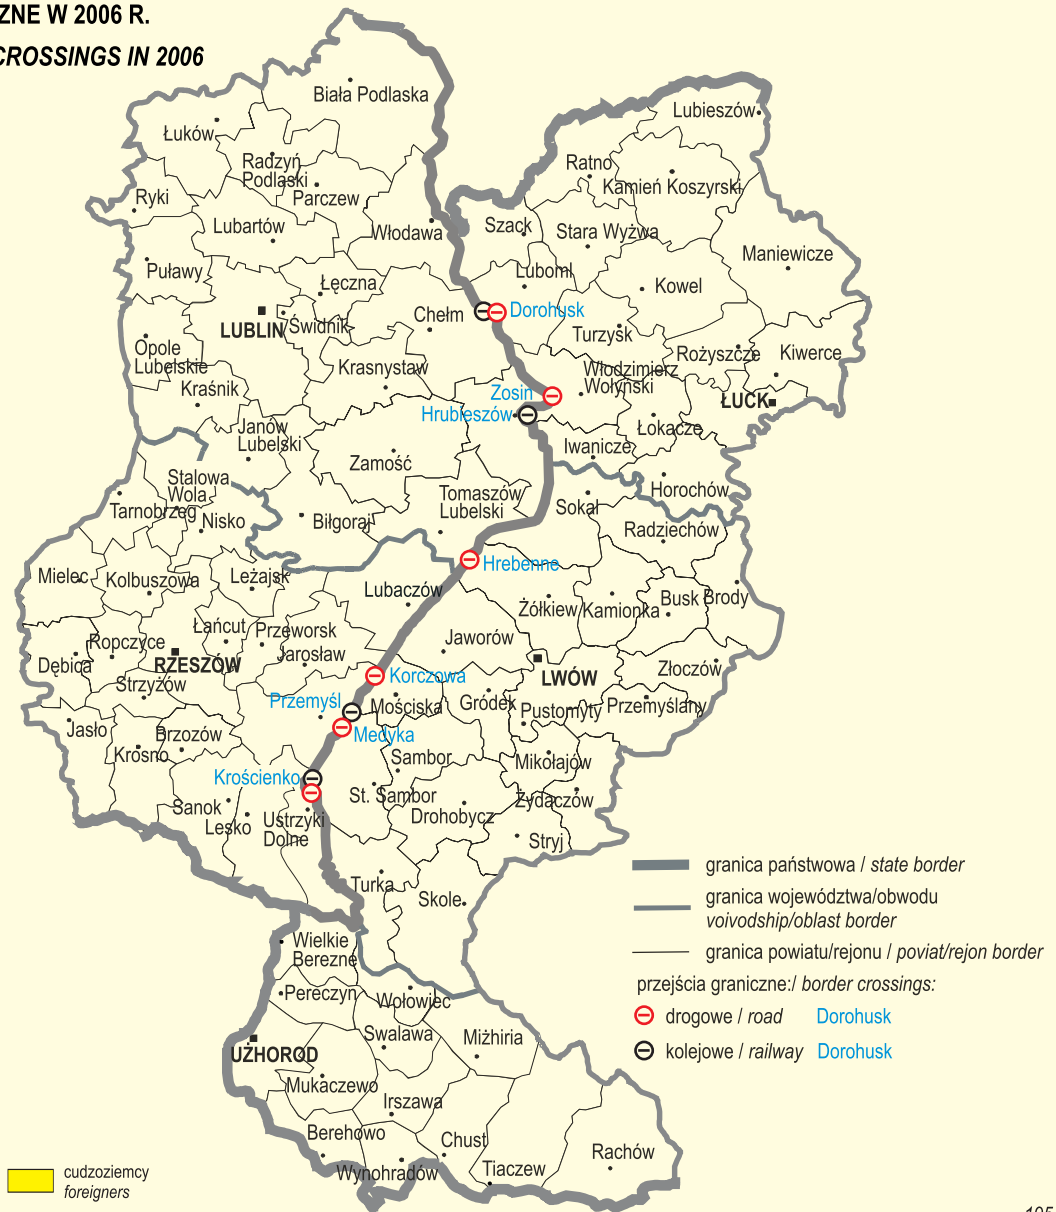 ZNE W 2006 R.
CROSSINGS IN 2006
Biała Podlaska
Lubieszów
Łuków
Radzyń
Podlaski
Ratno
Kamień Koszyrski
Parczew
Ryki
Lubartów
Włodawa
Szack
Stara Wyżwa
Maniewicze
Puławy
Łęczna
Luboml
Kowel
LUBLIN
Świdnik
Chełm
Dorohusk
Turzysk
Opole
Lubelskie
Krasnystaw
Rożyszcze
Kiwerce
Włodzimierz
Wołyński
Kraśnik
Zosin
Hrubieszów
ŁUCK
Łokacze
Janów
Lubelski
Iwanicze
Zamość
Stalowa
Wola
Horochów
Tarnobrzeg
Nisko
Biłgoraj
Tomaszów
Lubelski
Sokal
Radziechów
Mielec
Kolbuszowa
Leżajsk
Lubaczów
Hrebenne
Żółkiew
Kamionka
Busk
Brody
Ropczyce
Łańcut
Przeworsk
Jaworów
Dębica
RZESZÓW
Jarosław
LWÓW
Złoczów
Strzyżów
Korczowa
Przemyśl
Mościska
Gródek
Pustomyty
Przemyślany
Jasło
Krosno
Brzozów
Medyka
Sambor
Mikołajów
Krościenko
St. Sambor
Żydaczów
Sanok
Lesko
Ustrzyki
Dolne
Drohobycz
Stryj
Turka
Skole
granica państwowa / state border
granica województwa/obwodu
voivodship/oblast border
granica powiatu/rejonu / poviat/rejon border
przejścia graniczne:/ border crossings:
drogowe / road Dorohusk
kolejowe / railway Dorohusk
Wielkie
Berezne
Pereczyn
Wołowiec
Swalawa
Miżhiria
UŻHOROD
Mukaczewo
Irszawa
Berehowo
Chust
Rachów
Wynohradów
Tiaczew
cudzoziemcy
foreigners